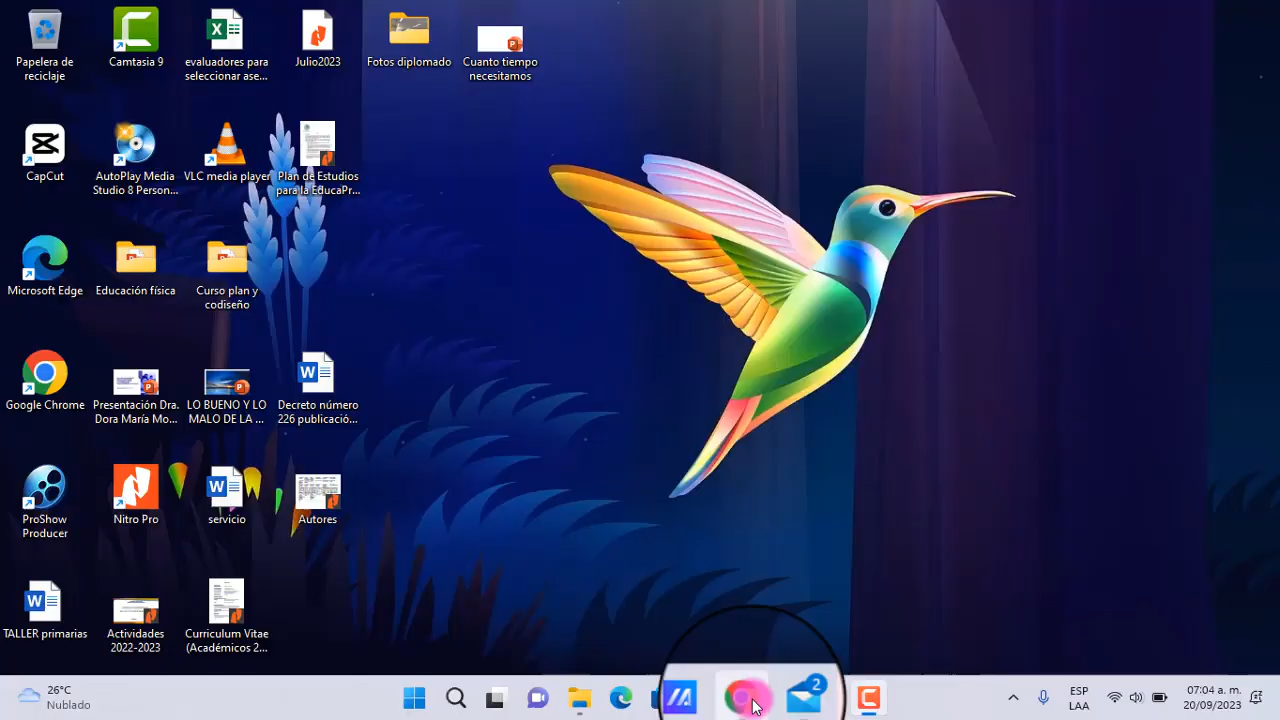 Papelera de
reciclaje
Camtasia 9
evaluadores para
seleccionar ase...
Julio2023
Fotos diplomado
Cuanto tiempo
necesitamos
CapCut
AutoPlay Media
Studio 8 Person...
VLC media player
Plan de Estudios
para la EducaPr...
Microsoft Edge
Educación física
Curso plan y
codiseño
Google Chrome
Presentación Dra.
Dora María Mo...
LO BUENO Y LO
MALO DE LA ...
Decreto número
226 publicació...
ProShow
Producer
Nitro Pro
servicio
Autores
TALLER primarias
Actividades
2022-2023
Curriculum Vitae
(Académicos 2...
26°C
Nublado
2
ESP
LAA
04 a. m.
20/09/2023